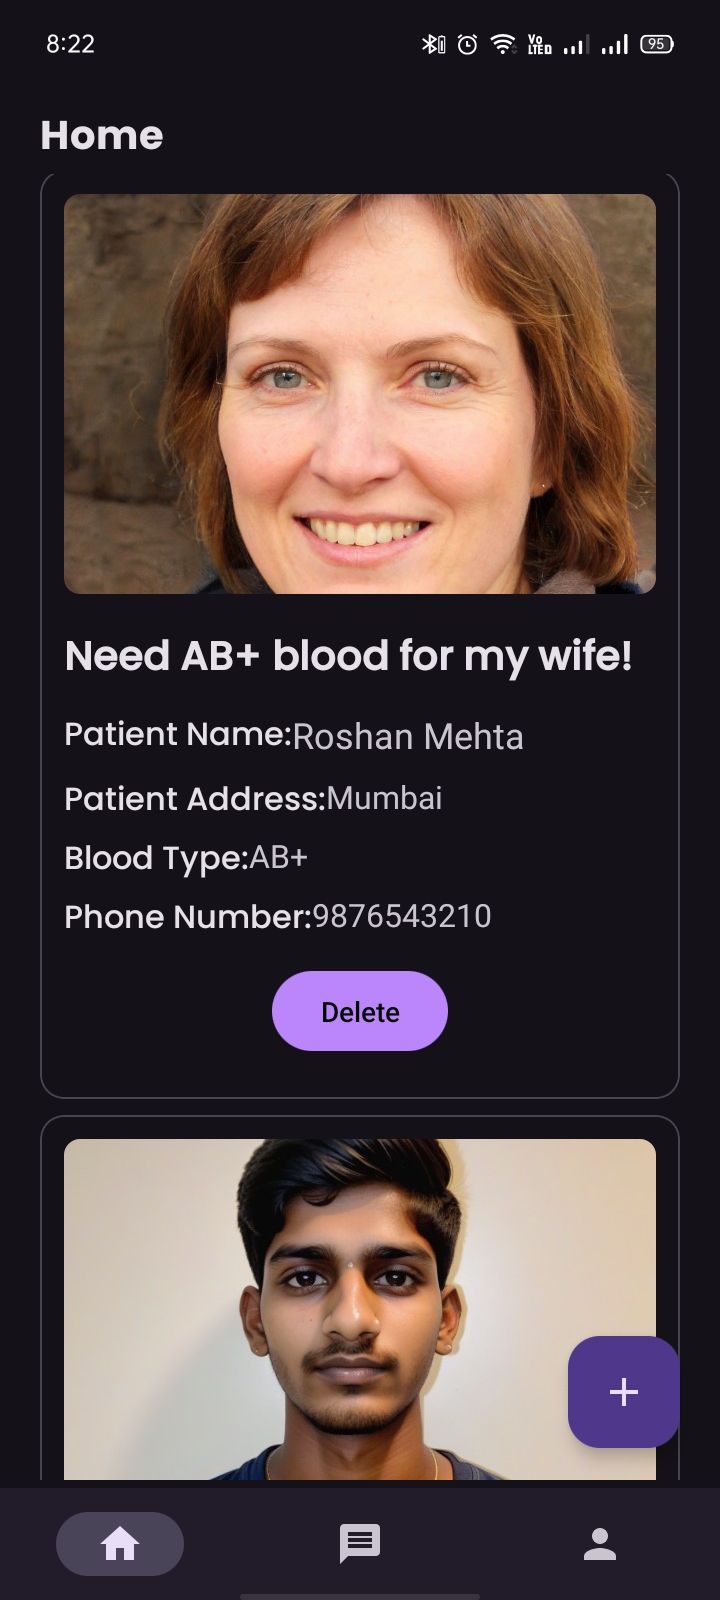 8:22
Vo
LTED
95
Home
Need AB+ blood for my wife!
Patient Name:Roshan Mehta
Patient Address:Mumbai
Blood Type:AB+
Phone Number:9876543210
Delete